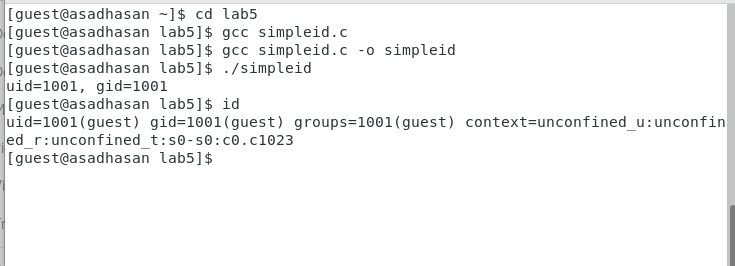 [guest@asadhasan ~]$ cd lab5
[guest@asadhasan lab5]$ gcc simpleid.c
[guest@asadhasan lab5]$ gcc simpleid.c -o simpleid
[guest@asadhasan lab5]$ ./simpleid
uid=1001, gid=1001
[guest@asadhasan lab5]$ id
uid=1001(guest) gid=1001(guest) groups=1001(guest) context=unconfined_u:unconfin
ed_r:unconfined_t:s0-s0:c0.c1023
[guest@asadhasan lab5]$